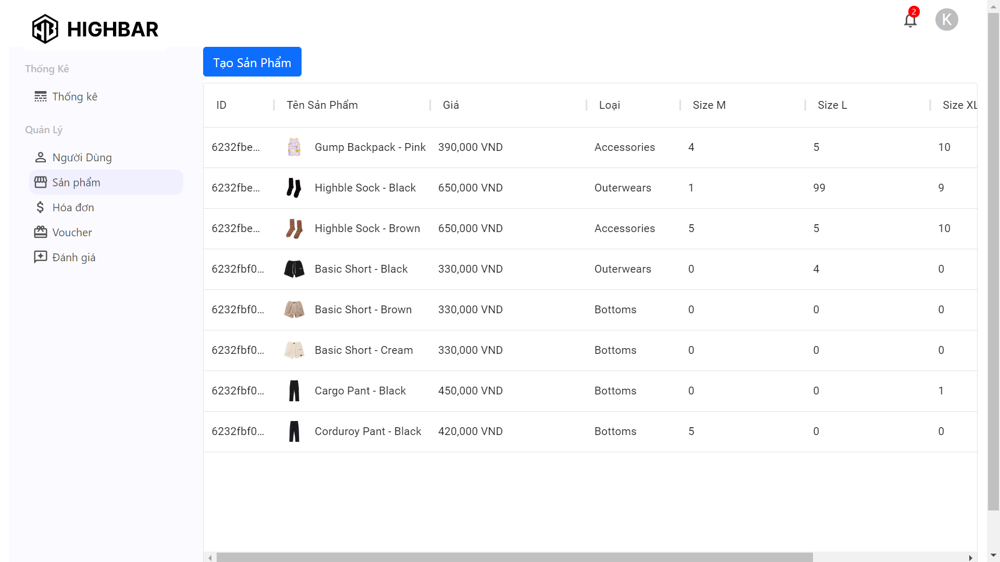 HIGHBAR
2
K
Thống Kê
Thống kê
Quản Lý
Người Dùng
Sản phẩm
Hóa đơn
Voucher
Đánh giá
Tạo Sản Phẩm
ID Tên Sản Phẩm Giá Loại Size M Size L Size XL
6232fbe... Gump Backpack - Pink 390,000 VND Accessories 4 5 10
6232fbe... Highble Sock - Black 650,000 VND Outerwears 1 99 9
6232fbe... Highble Sock - Brown 650,000 VND Accessories 5 5 10
6232fbf0... Basic Short - Black 330,000 VND Outerwears 0 4 0
6232fbf0... Basic Short - Brown 330,000 VND Bottoms 0 0 0
6232fbf0... Basic Short - Cream 330,000 VND Bottoms 0 0 0
6232fbf0... Cargo Pant - Black 450,000 VND Bottoms 0 0 1
6232fbf0... Corduroy Pant - Black 420,000 VND Bottoms 5 0 0